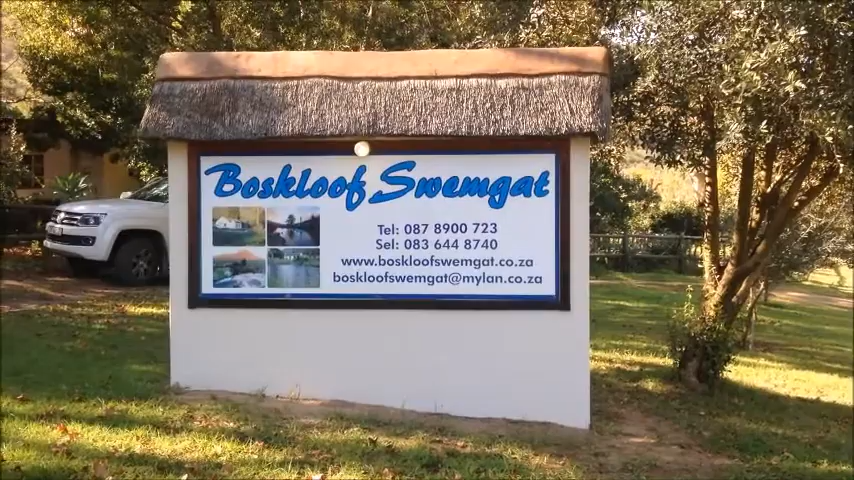 Boskloof Swemgat
Tel: 087 8900 723
Sel: 083 644 8740
www.boskloofswemgat.co.za
boskloofswemgat@mylan.co.za